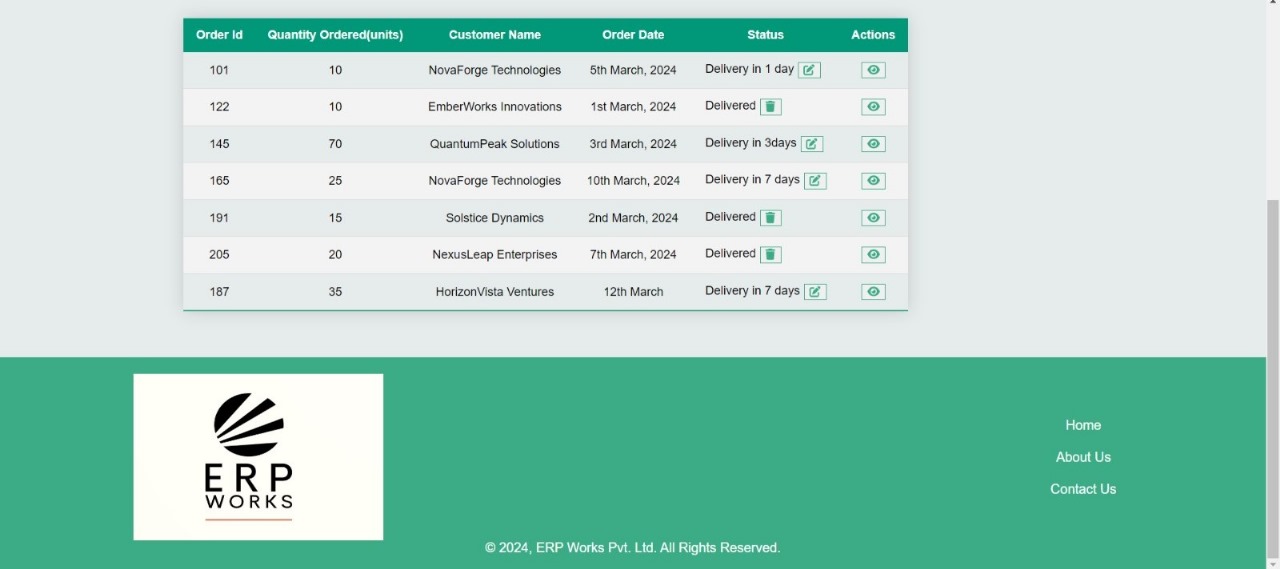 Order Id Quantity Ordered(units) Customer Name Order Date Status Actions
101 10 NovaForge Technologies 5th March, 2024 Delivery in 1 day
122 10 EmberWorks Innovations 1st March, 2024 Delivered
145 70 QuantumPeak Solutions 3rd March, 2024 Delivery in 3days
165 25 NovaForge Technologies 10th March, 2024 Delivery in 7 days
191 15 Solstice Dynamics 2nd March, 2024 Delivered
205 20 NexusLeap Enterprises 7th March, 2024 Delivered
187 35 HorizonVista Ventures 12th March Delivery in 7 days
ERP
WORKS
Home
About Us
Contact Us
© 2024, ERP Works Pvt. Ltd. All Rights Reserved.